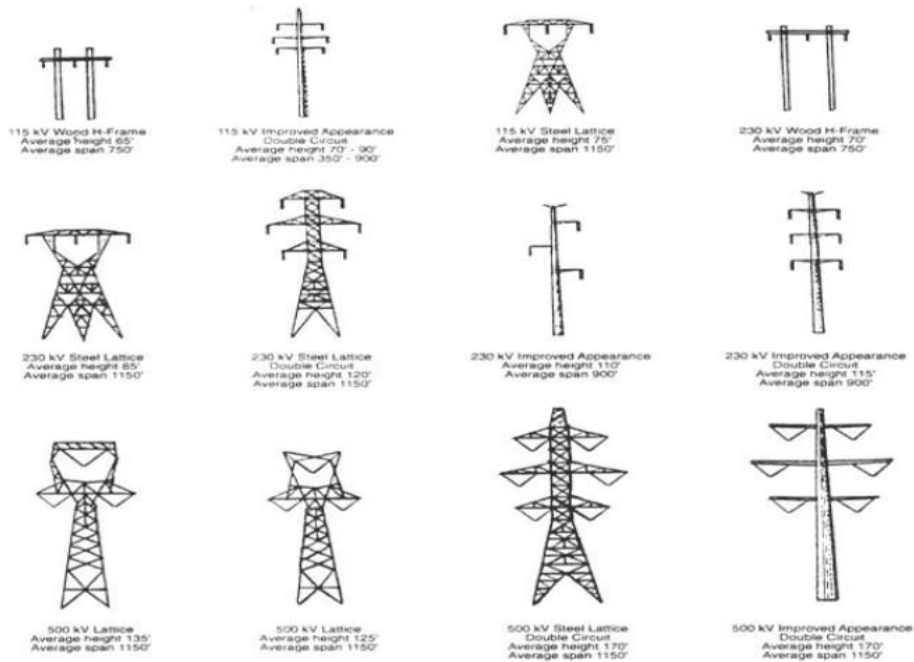 115 kV Wood H-Frame
Average height 65'
Average span 750'
115 kV Improved Appearance
Double Circuit
Average height 70' - 90'
Average span 350' - 900'
115 kV Steel Lattice
Average height 75'
Average span 1150'
230 kV Wood H-Frame
Average height 70'
Average span 750'
230 kV Steel Lattice
Average height 85'
Average span 1150'
230 kV Steel Lattice
Double Circuit
Average height 120'
Average span 1150'
230 kV Improved Appearance
Average height 110'
Average span 900'
230 kV Improved Appearance
Double Circuit
Average height 115'
Average span 900'
500 kV Lattice
Average height 135'
Average span 1150'
500 kV Lattice
Average height 125'
Average span 1150'
500 kV Steel Lattice
Double Circuit
Average height 170'
Average span 1150'
500 kV Improved Appearance
Double Circuit
Average height 170'
Average span 1150'